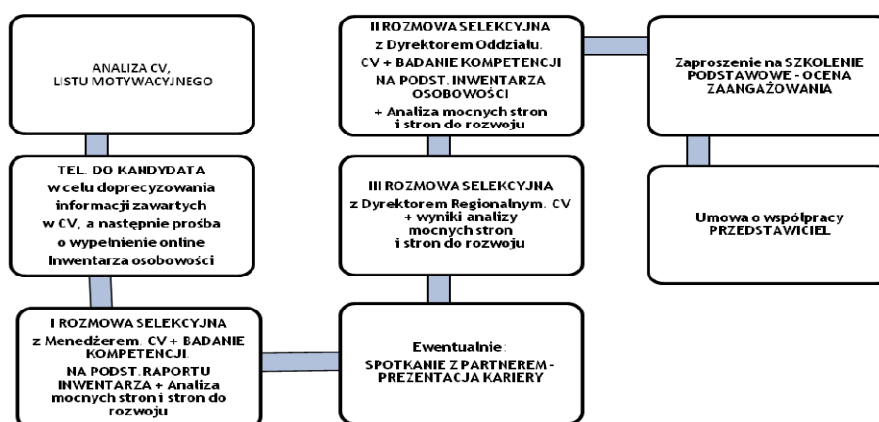 ANALIZA CV,
LISTU MOTYWACYJNEGO
TEL. DO KANDYDATA
w celu doprecyzowania
informacji zawartych
w CV, a następnie prośba
o wypełnienie online
Inwentarza osobowości
I ROZMOWA SELEKCYJNA
z Menedżerem. CV + BADANIE
KOMPETENCJI.
NA PODST. RAPORTU
INWENTARZA + Analiza
mocnych stron i stron do
rozwoju
II ROZMOWA SELEKCYJNA
z Dyrektorem Oddziału.
CV + BADANIE KOMPETENCJI
NA PODST. INWENTARZA
OSOBOWOŚCI
+ Analiza mocnych stron
i stron do rozwoju
III ROZMOWA SELEKCYJNA
z Dyrektorem Regionalnym. CV
+ wyniki analizy
mocnych stron
i stron do rozwoju
Ewentualnie:
SPOTKANIE Z PARTNEREM -
PREZENTACJA KARIERY
Zaproszenie na SZKOLENIE
PODSTAWOWE - OCENA
ZAANGAŻOWANIA
Umowa o współpracy
PRZEDSTAWICIEL